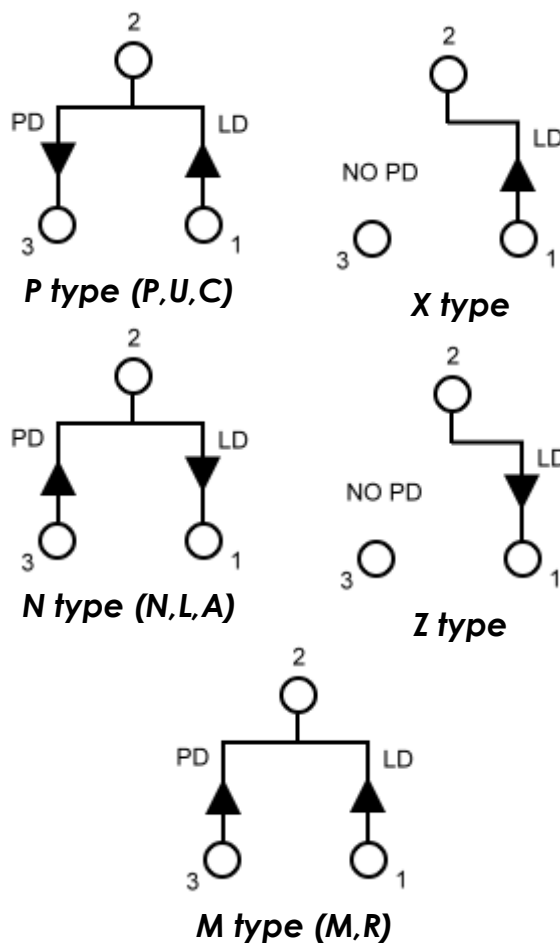 2
PD
LD
3
1
P type (P,U,C)
2
LD
NO PD
3
1
X type
2
PD
LD
3
1
N type (N,L,A)
2
LD
NO PD
3
1
Z type
2
PD
LD
3
1
M type (M,R)